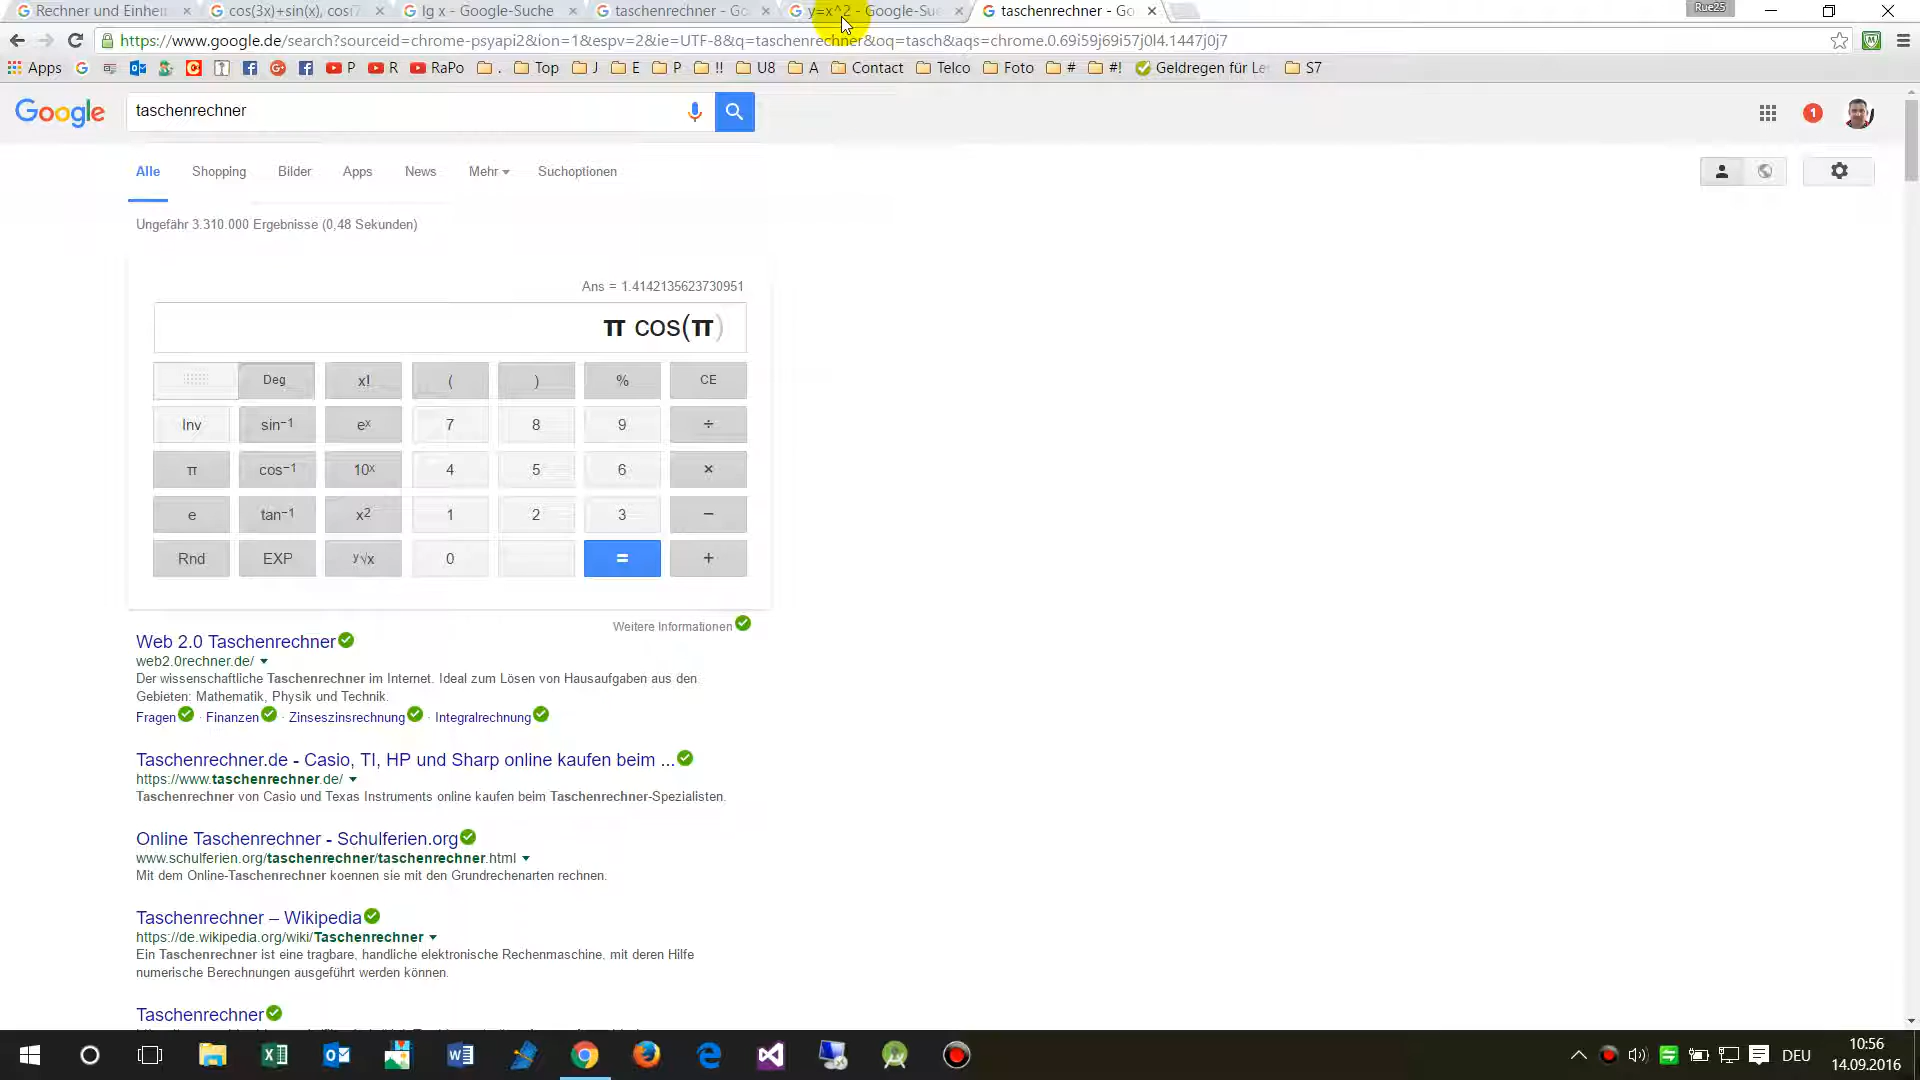 Rechner und Einhei
cos(3x)+sin(x), cos(7
lg x - Google-Suche
taschenrechner - Go
y=x^2 - Google-Su
taschenrechner - Go
Rue25
https://www.google.de/search?sourceid=chrome-psyapi2&ion=1&espv=2&ie=UTF-8&q=taschenrechner&oq=tasch&aqs=chrome.0.69i59j69i57j0l4.1447j0j7
Apps P R RaPo . Top J E P !! U8 A Contact Telco Foto # #! Geldregen für Le S7
Google
taschenrechner
1
Alle Shopping Bilder Apps News Mehr Suchoptionen
Ungefähr 3.310.000 Ergebnisse (0,48 Sekunden)
Ans = 1.4142135623730951
π cos(π)
Deg x! ( ) % CE
Inv sin⁻¹ eˣ 7 8 9 ÷
π cos⁻¹ 10ˣ 4 5 6 ×
e tan⁻¹ x² 1 2 3 −
Rnd EXP ʸ√x 0 = +
Weitere Informationen
Web 2.0 Taschenrechner
web2.0rechner.de/
Der wissenschaftliche Taschenrechner im Internet. Ideal zum Lösen von Hausaufgaben aus den
Gebieten: Mathematik, Physik und Technik.
Fragen · Finanzen · Zinseszinsrechnung · Integralrechnung
Taschenrechner.de - Casio, TI, HP und Sharp online kaufen beim ...
https://www.taschenrechner.de/
Taschenrechner von Casio und Texas Instruments online kaufen beim Taschenrechner-Spezialisten.
Online Taschenrechner - Schulferien.org
www.schulferien.org/taschenrechner/taschenrechner.html
Mit dem Online-Taschenrechner koennen sie mit den Grundrechenarten rechnen.
Taschenrechner – Wikipedia
https://de.wikipedia.org/wiki/Taschenrechner
Ein Taschenrechner ist eine tragbare, handliche elektronische Rechenmaschine, mit deren Hilfe
numerische Berechnungen ausgeführt werden können.
Taschenrechner
DEU
10:56
14.09.2016